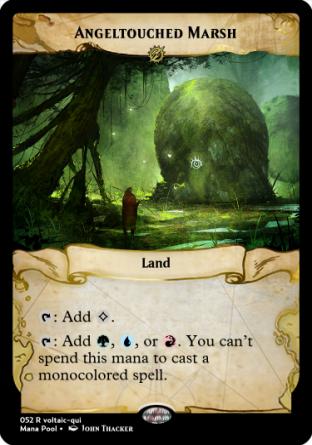 ANGELTOUCHED MARSH
Land
: Add .
: Add , , or . You can't
spend this mana to cast a
monocolored spell.
052 R voltaic-qui
Mana Pool • JOHN THACKER